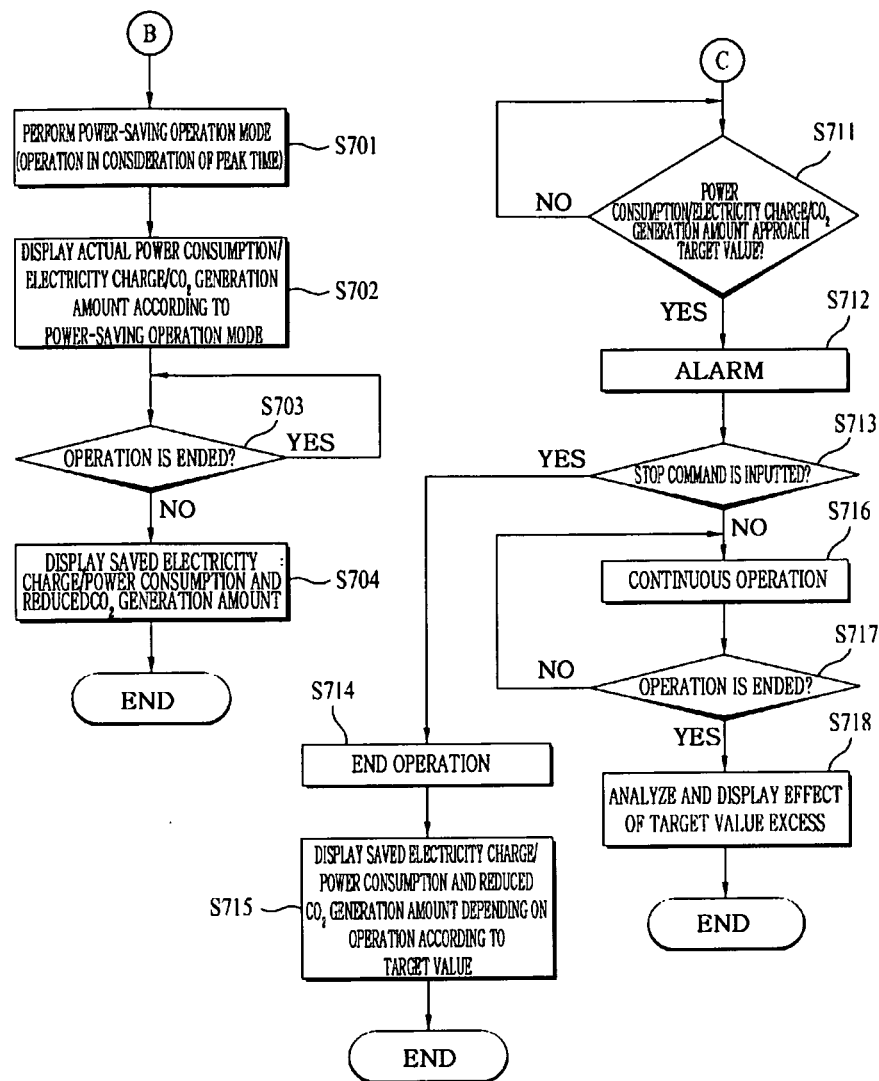 B
PERFORM POWER-SAVING OPERATION MODE
(OPERATION IN CONSIDERATION OF PEAK TIME)
S701
DISPLAY ACTUAL POWER CONSUMPTION/
ELECTRICITY CHARGE/CO2 GENERATION
AMOUNT ACCORDING TO
POWER-SAVING OPERATION MODE
S702
S703
OPERATION IS ENDED?
YES
NO
DISPLAY SAVED ELECTRICITY
CHARGE/POWER CONSUMPTION AND
REDUCEDCO2 GENERATION AMOUNT
S704
END
C
S711
POWER
CONSUMPTION/ELECTRICITY CHARGE/CO2
GENERATION AMOUNT APPROACH
TARGET VALUE?
NO
YES
S712
ALARM
S713
STOP COMMAND IS INPUTTED?
YES
NO
S716
CONTINUOUS OPERATION
S717
OPERATION IS ENDED?
NO
YES
S718
ANALYZE AND DISPLAY EFFECT
OF TARGET VALUE EXCESS
END
S714
END OPERATION
DISPLAY SAVED ELECTRICITY CHARGE/
POWER CONSUMPTION AND REDUCED
CO2 GENERATION AMOUNT DEPENDING ON
OPERATION ACCORDING TO
TARGET VALUE
S715
END